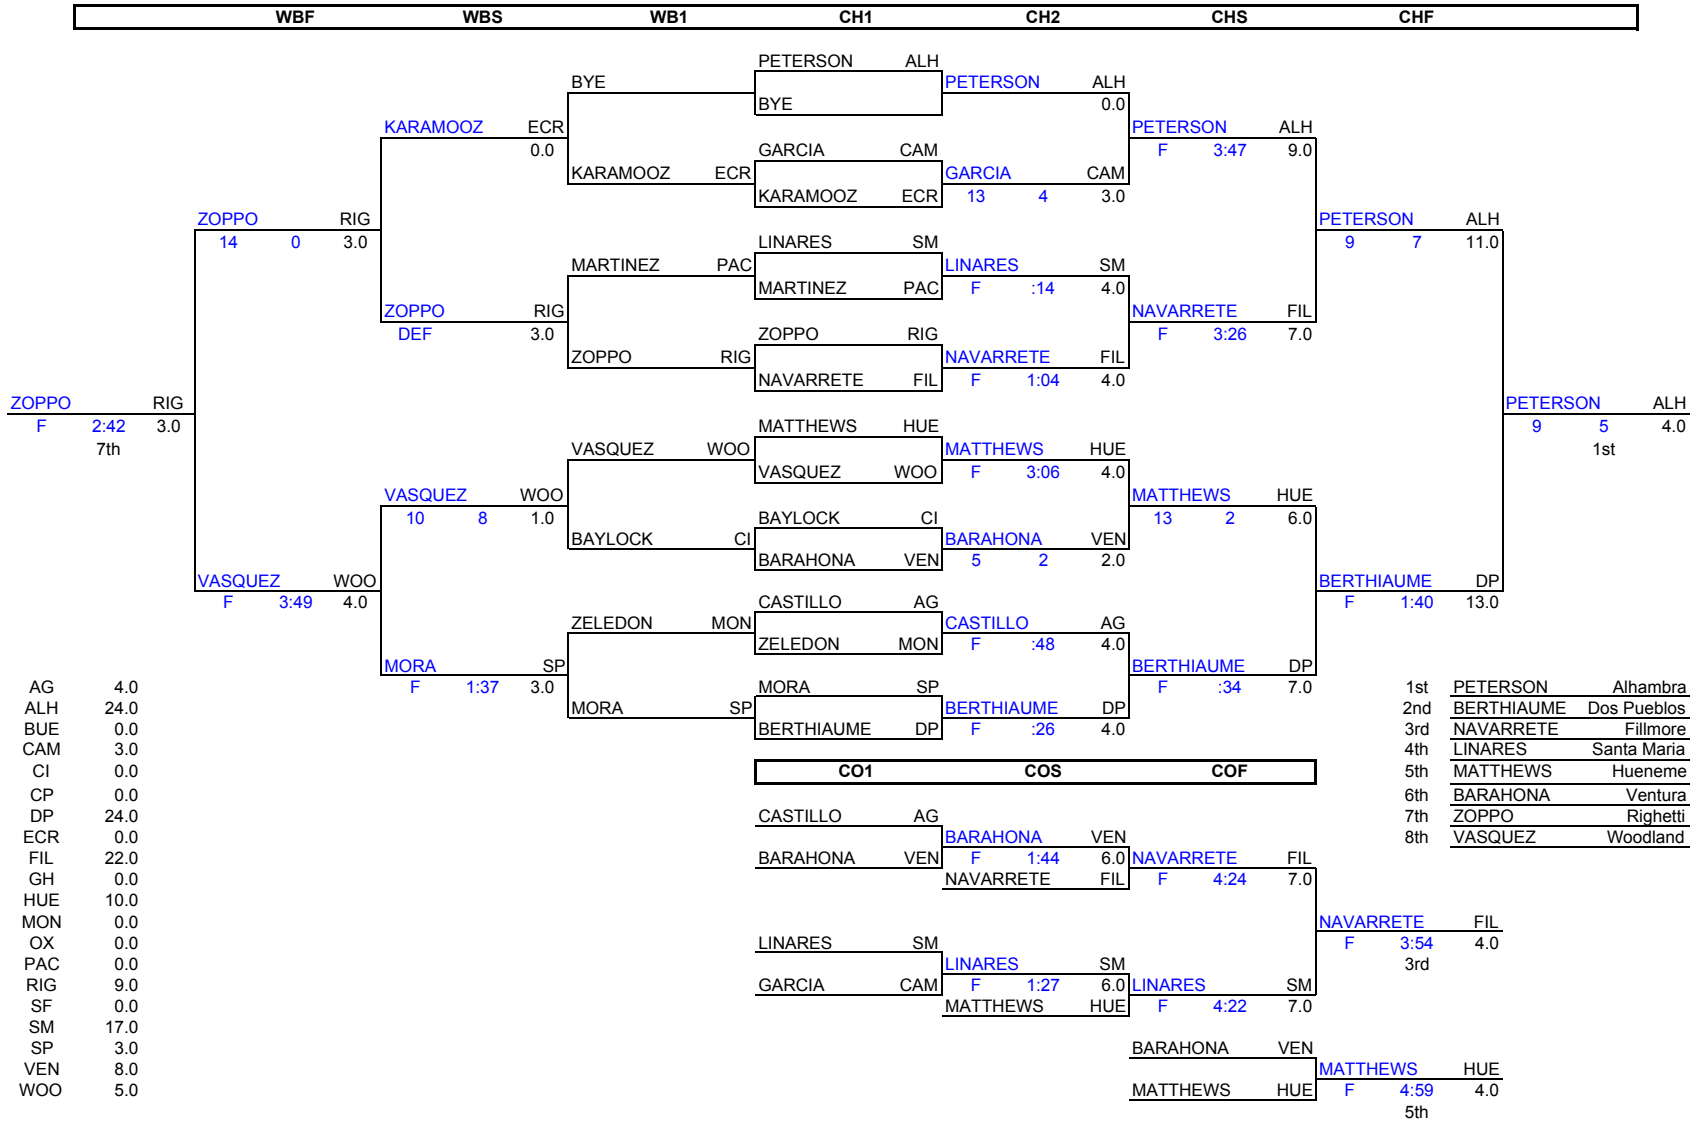 WBF WBS WB1 CH1 CH2 CHS CHF
PETERSON ALH
BYE PETERSON ALH
BYE 0.0
KARAMOOZ ECR PETERSON ALH
0.0 GARCIA CAM F 3:47 9.0
KARAMOOZ ECR GARCIA CAM
KARAMOOZ ECR 13 4 3.0
ZOPPO RIG PETERSON ALH
14 0 3.0 LINARES SM 9 7 11.0
MARTINEZ PAC LINARES SM
MARTINEZ PAC F :14 4.0
ZOPPO RIG NAVARRETE FIL
DEF 3.0 ZOPPO RIG F 3:26 7.0
ZOPPO RIG NAVARRETE FIL
NAVARRETE FIL F 1:04 4.0
ZOPPO RIG PETERSON ALH
F 2:42 3.0 MATTHEWS HUE 9 5 4.0
7th VASQUEZ WOO MATTHEWS HUE 1st
VASQUEZ WOO F 3:06 4.0
VASQUEZ WOO MATTHEWS HUE
10 8 1.0 BAYLOCK CI 13 2 6.0
BAYLOCK CI BARAHONA VEN
BARAHONA VEN 5 2 2.0
VASQUEZ WOO BERTHIAUME DP
F 3:49 4.0 CASTILLO AG F 1:40 13.0
ZELEDON MON CASTILLO AG
ZELEDON MON F :48 4.0
MORA SP BERTHIAUME DP
AG 4.0 F 1:37 3.0 MORA SP F :34 7.0 1st PETERSON Alhambra
ALH 24.0 MORA SP BERTHIAUME DP 2nd BERTHIAUME Dos Pueblos
BUE 0.0 BERTHIAUME DP F :26 4.0 3rd NAVARRETE Fillmore
CAM 3.0 4th LINARES Santa Maria
CI 0.0 CO1 COS COF 5th MATTHEWS Hueneme
CP 0.0 6th BARAHONA Ventura
DP 24.0 CASTILLO AG 7th ZOPPO Righetti
ECR 0.0 BARAHONA VEN 8th VASQUEZ Woodland
FIL 22.0 BARAHONA VEN F 1:44 6.0 NAVARRETE FIL
GH 0.0 NAVARRETE FIL F 4:24 7.0
HUE 10.0
MON 0.0 NAVARRETE FIL
OX 0.0 LINARES SM F 3:54 4.0
PAC 0.0 LINARES SM 3rd
RIG 9.0 GARCIA CAM F 1:27 6.0 LINARES SM
SF 0.0 MATTHEWS HUE F 4:22 7.0
SM 17.0
SP 3.0 BARAHONA VEN
VEN 8.0 MATTHEWS HUE
WOO 5.0 MATTHEWS HUE F 4:59 4.0
5th